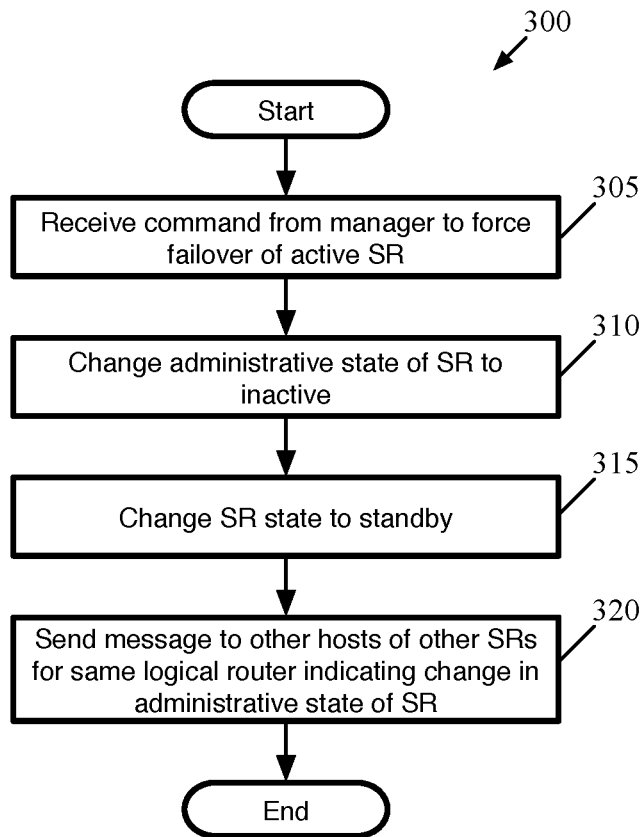 300
Start
305
Receive command from manager to force
failover of active SR
310
Change administrative state of SR to
inactive
315
Change SR state to standby
320
Send message to other hosts of other SRs
for same logical router indicating change in
administrative state of SR
End